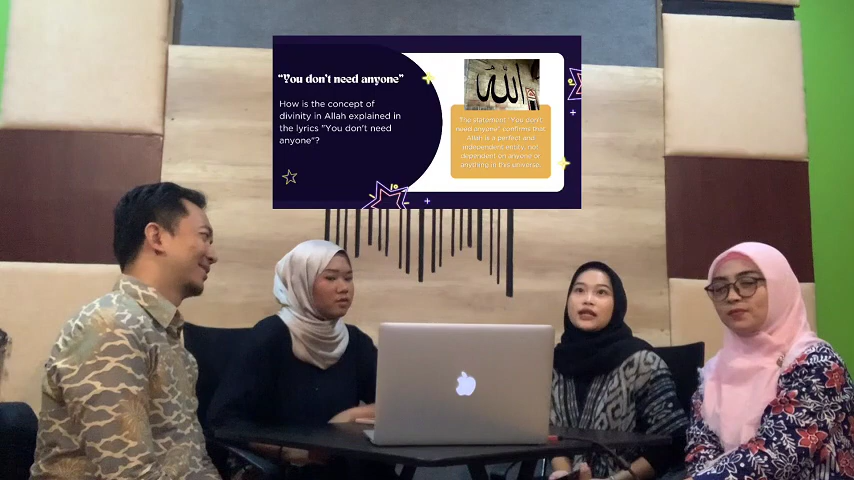 “You don't need anyone”
How is the concept of
divinity in Allah explained in
the lyrics "You don't need
anyone"?
الله
The statement "You don't
need anyone" confirms that
Allah is a perfect and
independent entity, not
dependent on anyone or
anything in this universe.